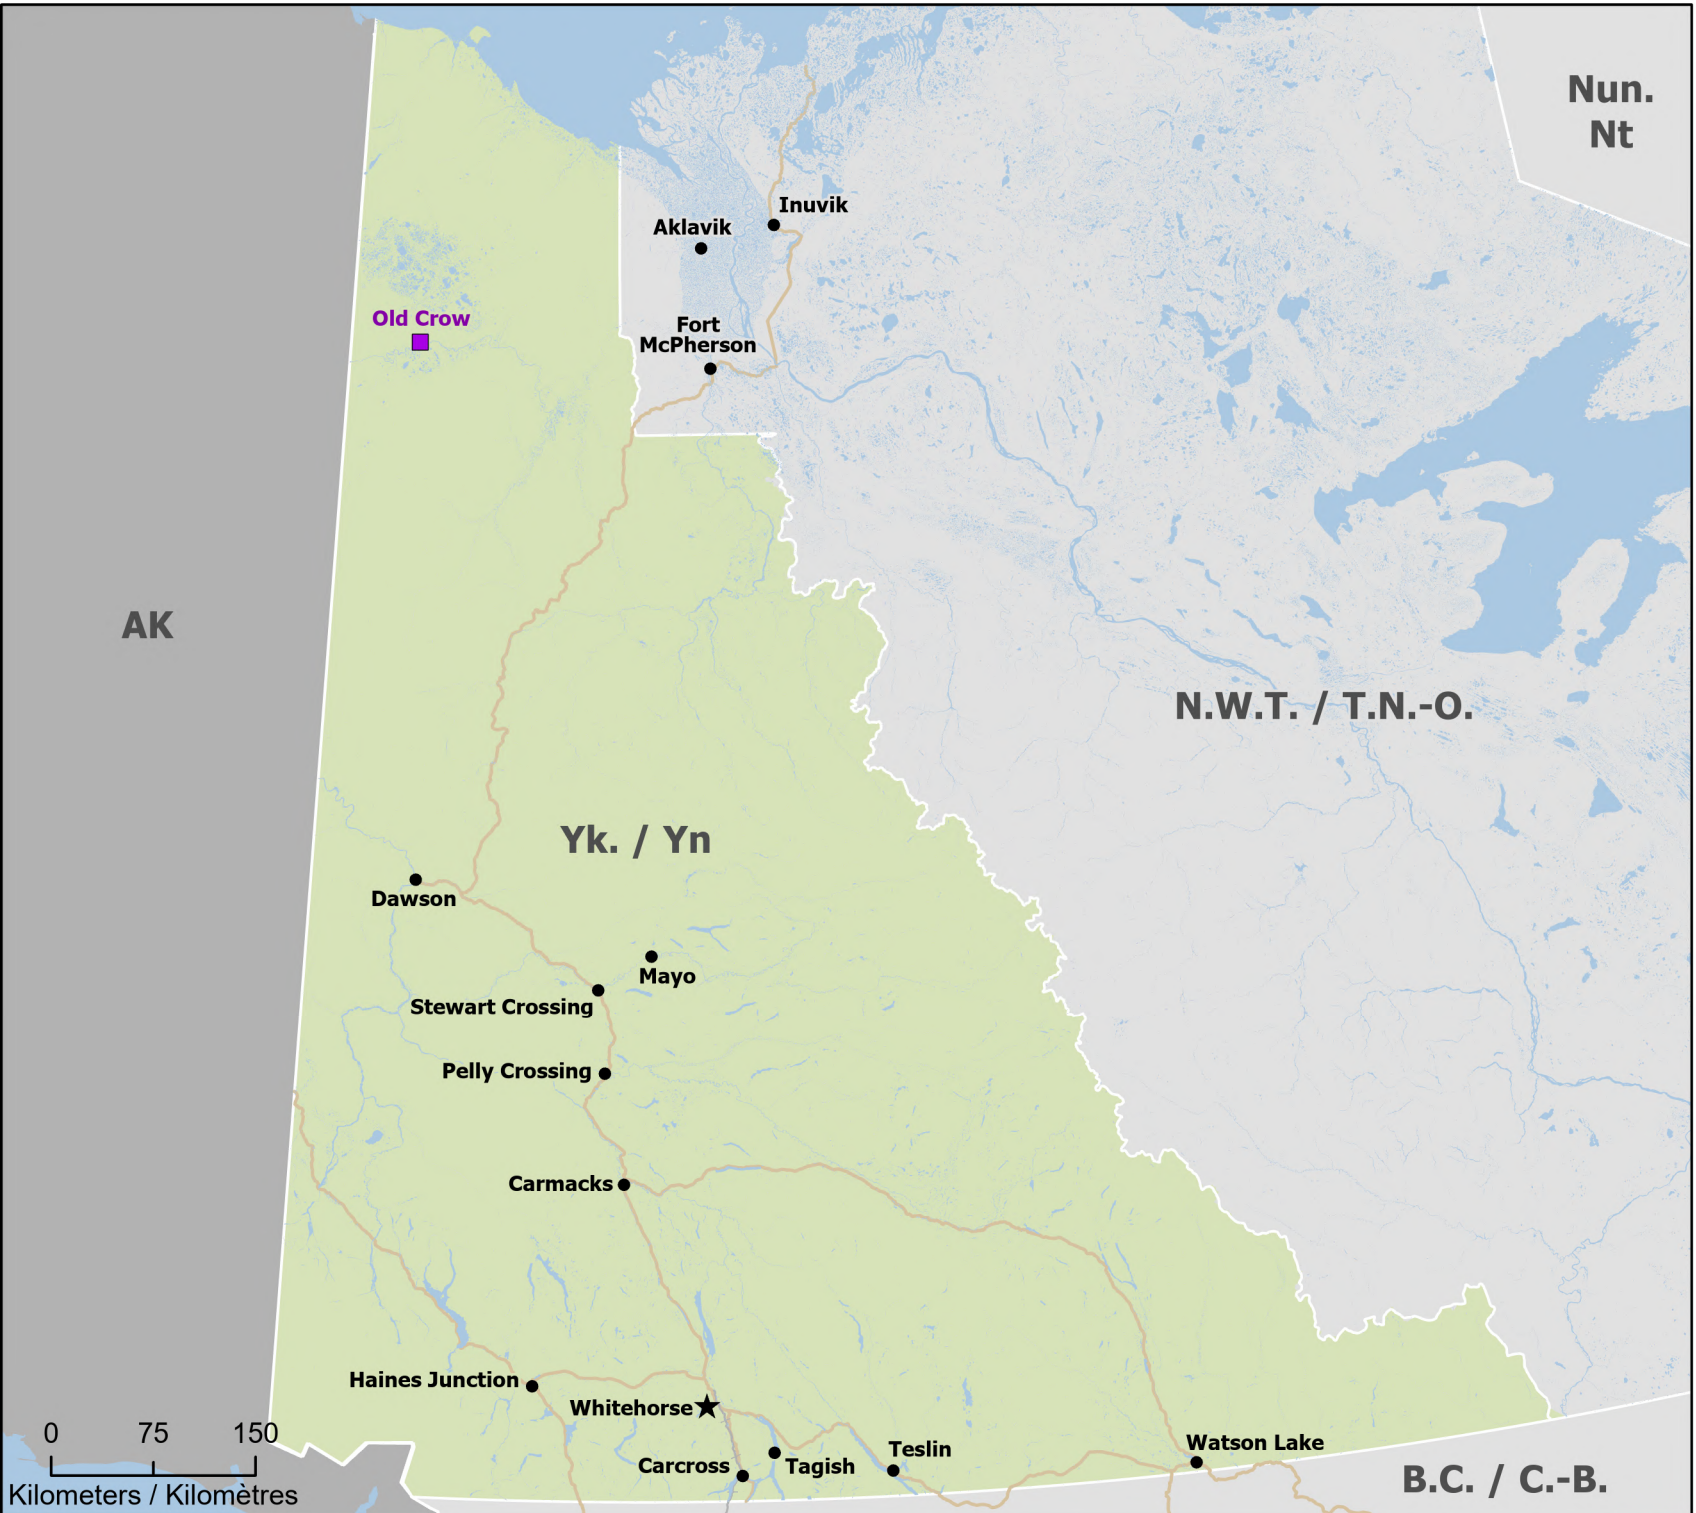 Nun.
Nt
Inuvik
Aklavik
Old Crow
Fort
McPherson
AK
N.W.T. / T.N.-O.
Yk. / Yn
Dawson
Mayo
Stewart Crossing
Pelly Crossing
Carmacks
Haines Junction
Whitehorse
0 75 150
Kilometers / Kilomètres
Carcross
Tagish
Teslin
Watson Lake
B.C. / C.-B.